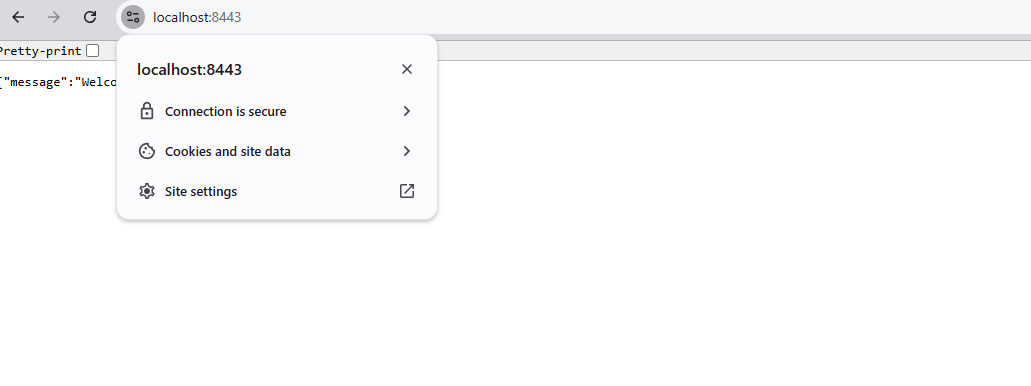 localhost:8443
Pretty-print
localhost:8443
{"message":"Welco
Connection is secure
Cookies and site data
Site settings